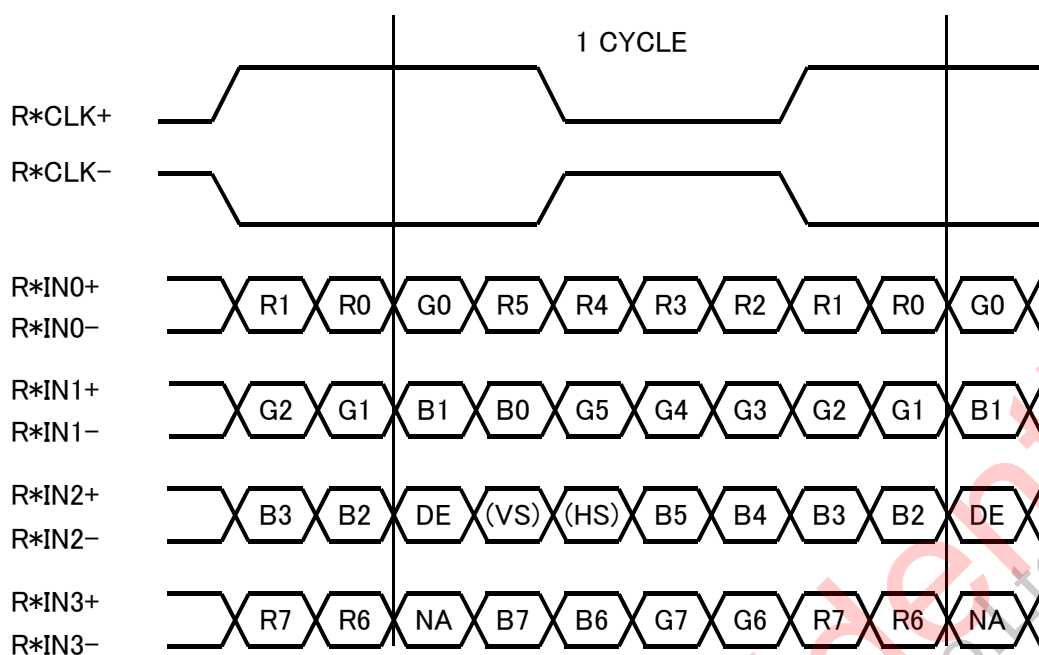 1 CYCLE
R*CLK+
R*CLK-
R*IN0+
R1 R0 G0 R5 R4 R3 R2 R1 R0 G0
R*IN0-
R*IN1+
G2 G1 B1 B0 G5 G4 G3 G2 G1 B1
R*IN1-
R*IN2+
B3 B2 DE (VS) (HS) B5 B4 B3 B2 DE
R*IN2-
R*IN3+
R7 R6 NA B7 B6 G7 G6 R7 R6 NA
R*IN3-